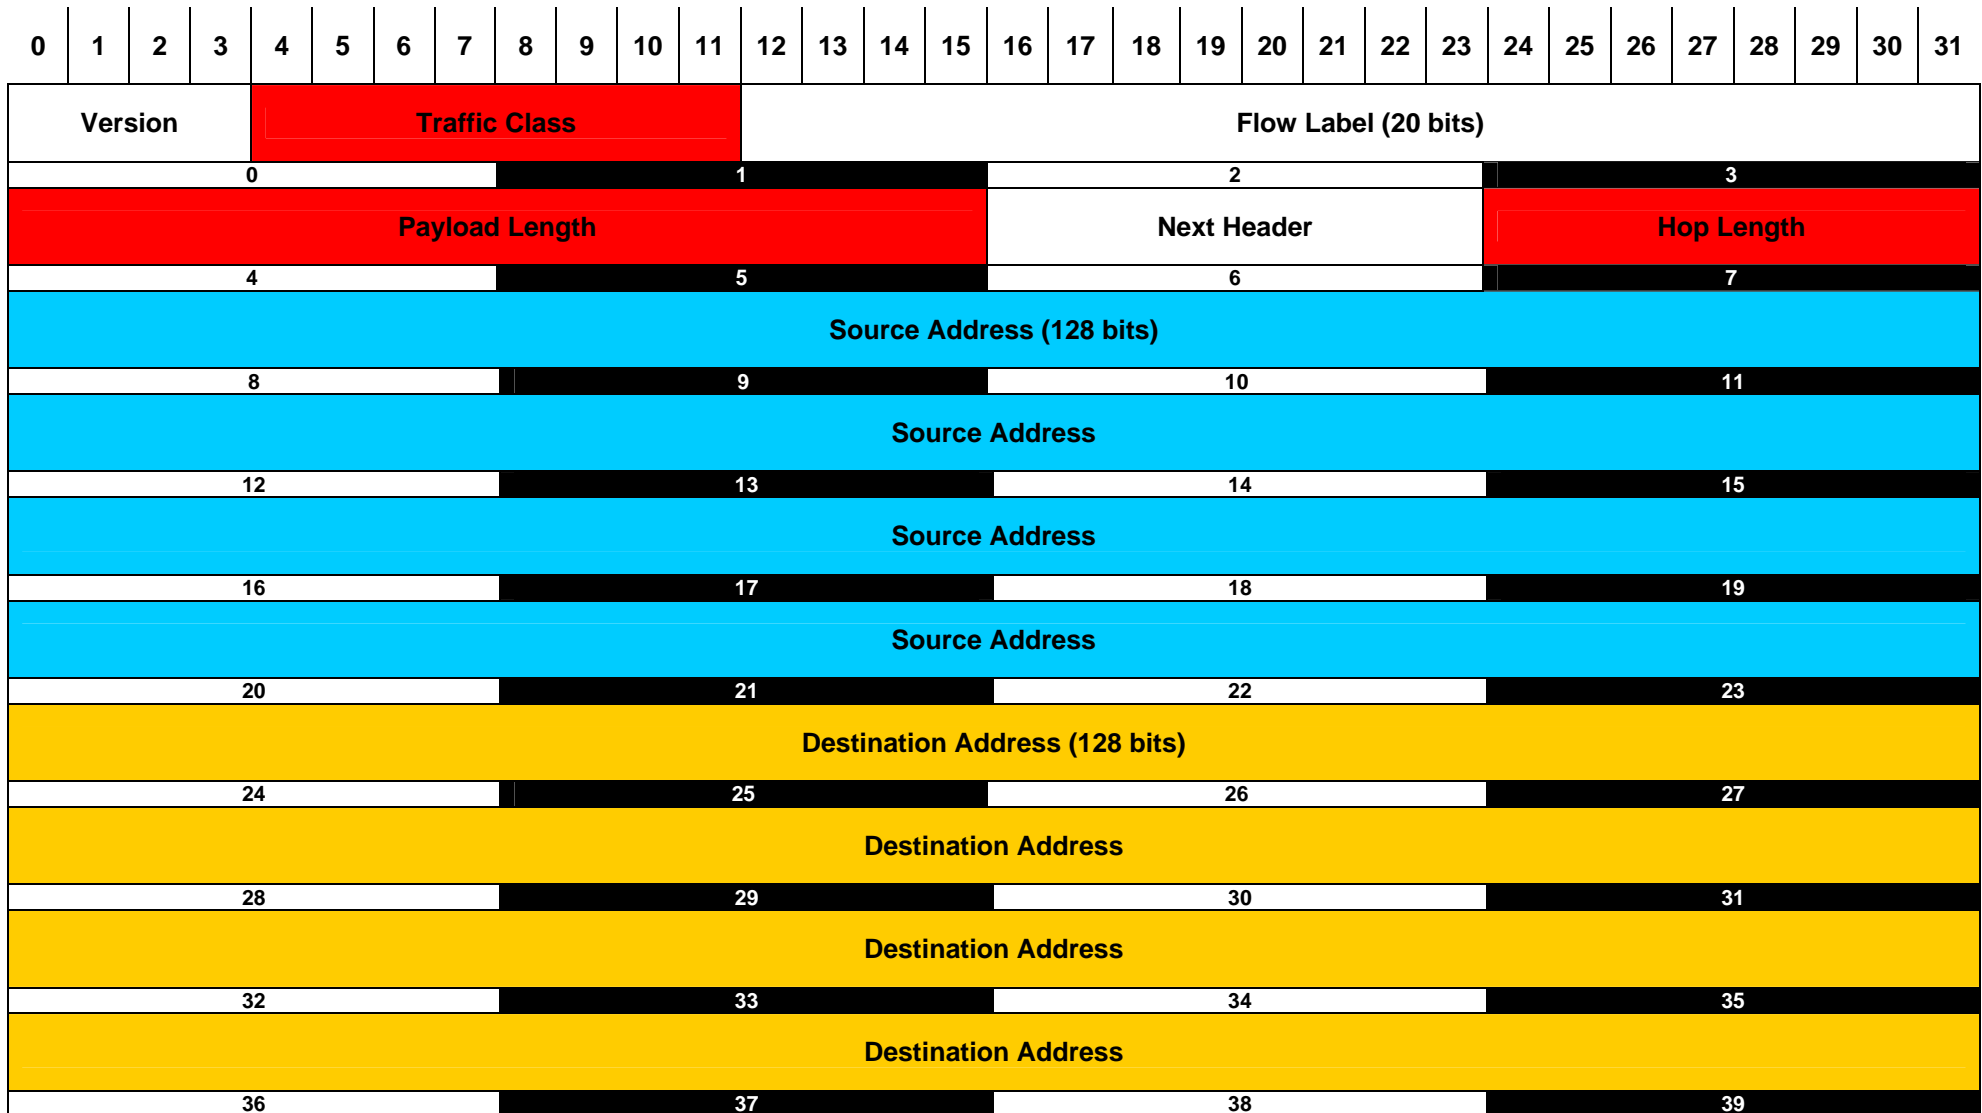 0 1 2 3 4 5 6 7 8 9 10 11 12 13 14 15 16 17 18 19 20 21 22 23 24 25 26 27 28 29 30 31
Version Traffic Class Flow Label (20 bits)
0 1 2 3
Payload Length Next Header Hop Length
4 5 6 7
Source Address (128 bits)
8 9 10 11
Source Address
12 13 14 15
Source Address
16 17 18 19
Source Address
20 21 22 23
Destination Address (128 bits)
24 25 26 27
Destination Address
28 29 30 31
Destination Address
32 33 34 35
Destination Address
36 37 38 39